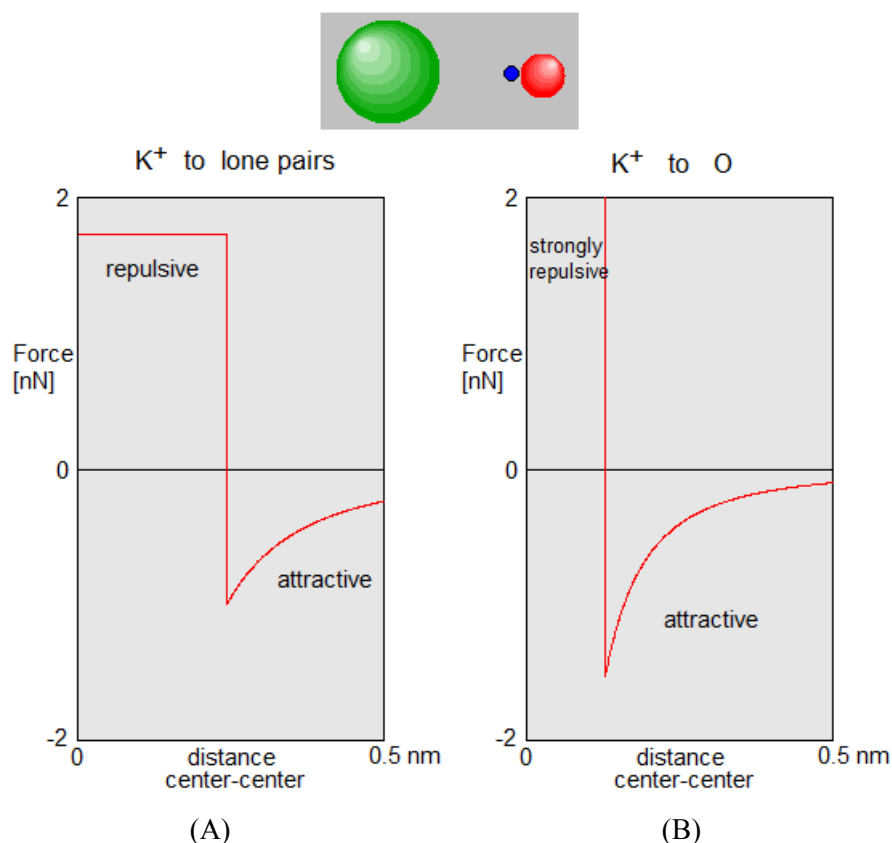 K+ to lone pairs
2
repulsive
Force
[nN]
0
attractive
-2
0
distance
center-center
0.5 nm
(A)
K+ to O
2
strongly
repulsive
Force
[nN]
0
attractive
-2
0
distance
center-center
0.5 nm
(B)